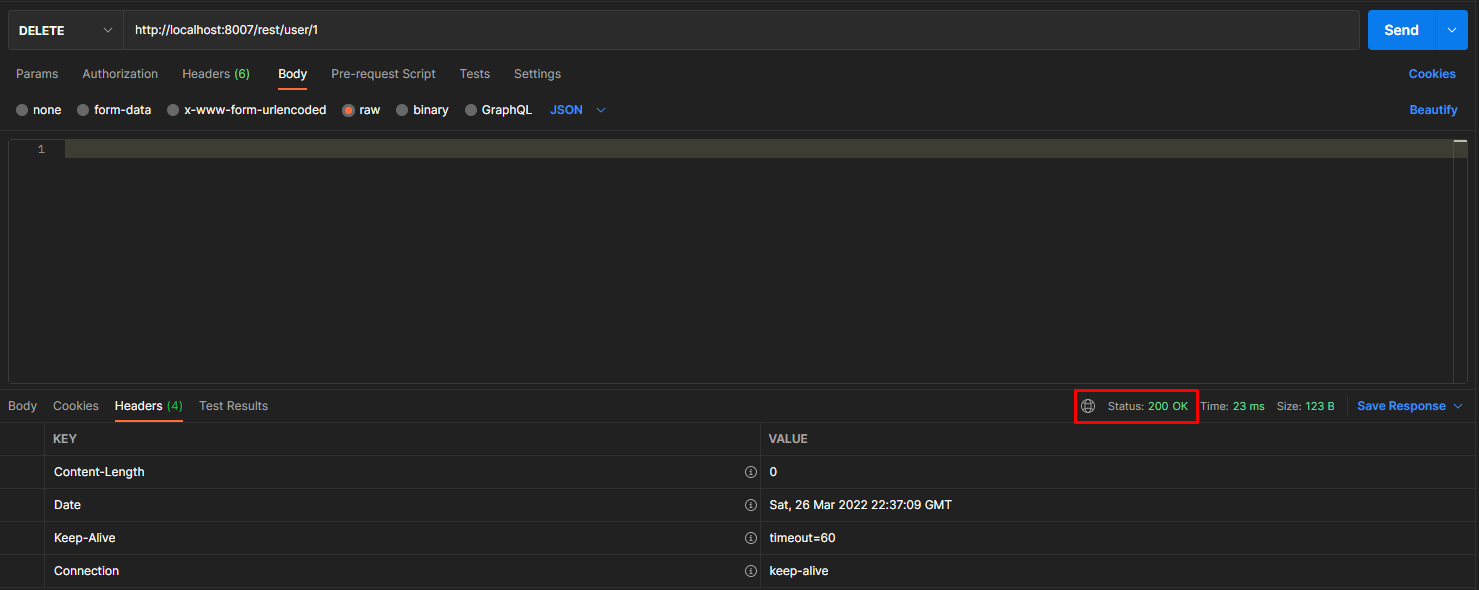 DELETE http://localhost:8007/rest/user/1 Send
Params Authorization Headers (6) Body Pre-request Script Tests Settings Cookies
none form-data x-www-form-urlencoded raw binary GraphQL JSON Beautify
1
Body Cookies Headers (4) Test Results Status: 200 OK Time: 23 ms Size: 123 B Save Response
KEY VALUE
Content-Length 0
Date Sat, 26 Mar 2022 22:37:09 GMT
Keep-Alive timeout=60
Connection keep-alive